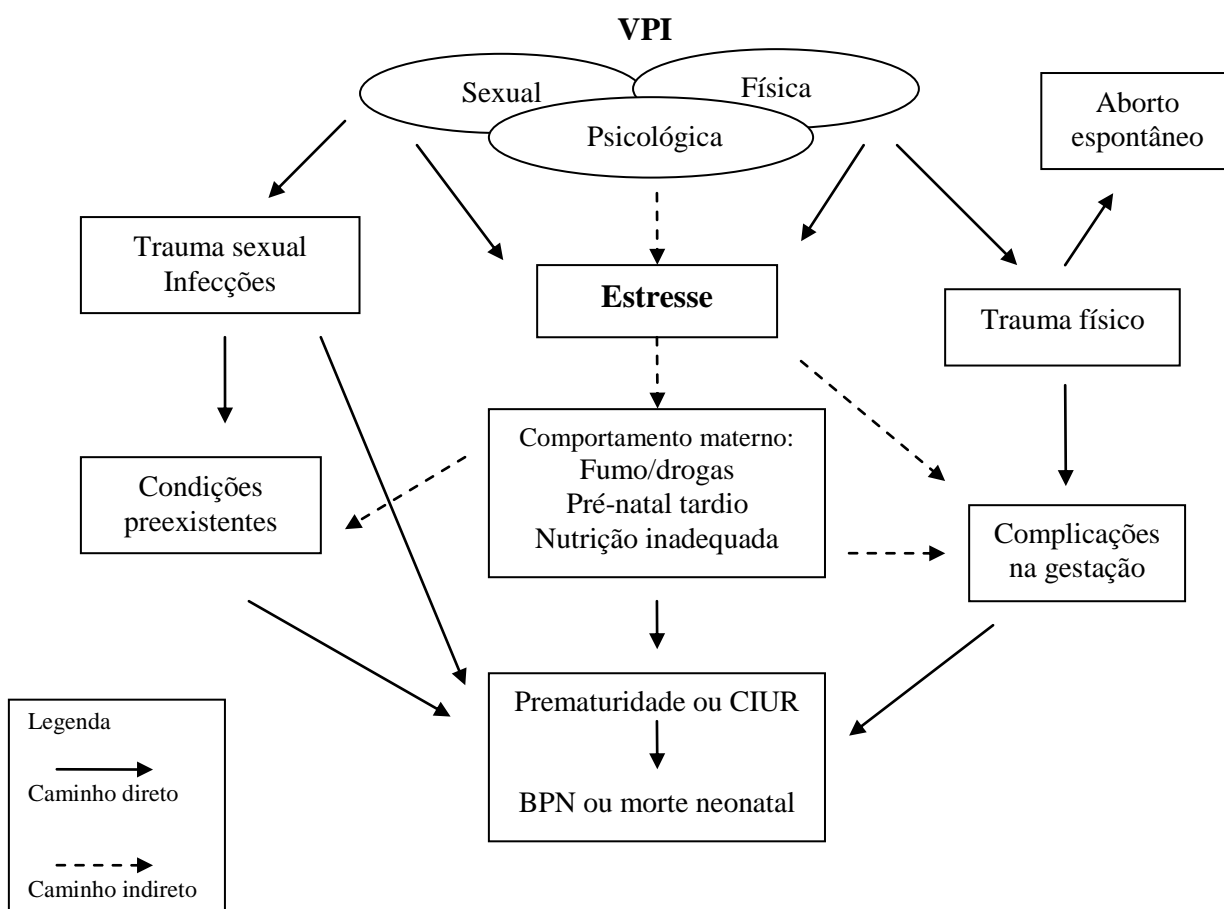 VPI
Sexual
Física
Psicológica
Aborto
espontâneo
Trauma sexual
Infecções
Estresse
Trauma físico
Comportamento materno:
Fumo/drogas
Pré-natal tardio
Nutrição inadequada
Condições
preexistentes
Complicações
na gestação
Prematuridade ou CIUR
BPN ou morte neonatal
Legenda
Caminho direto
Caminho indireto